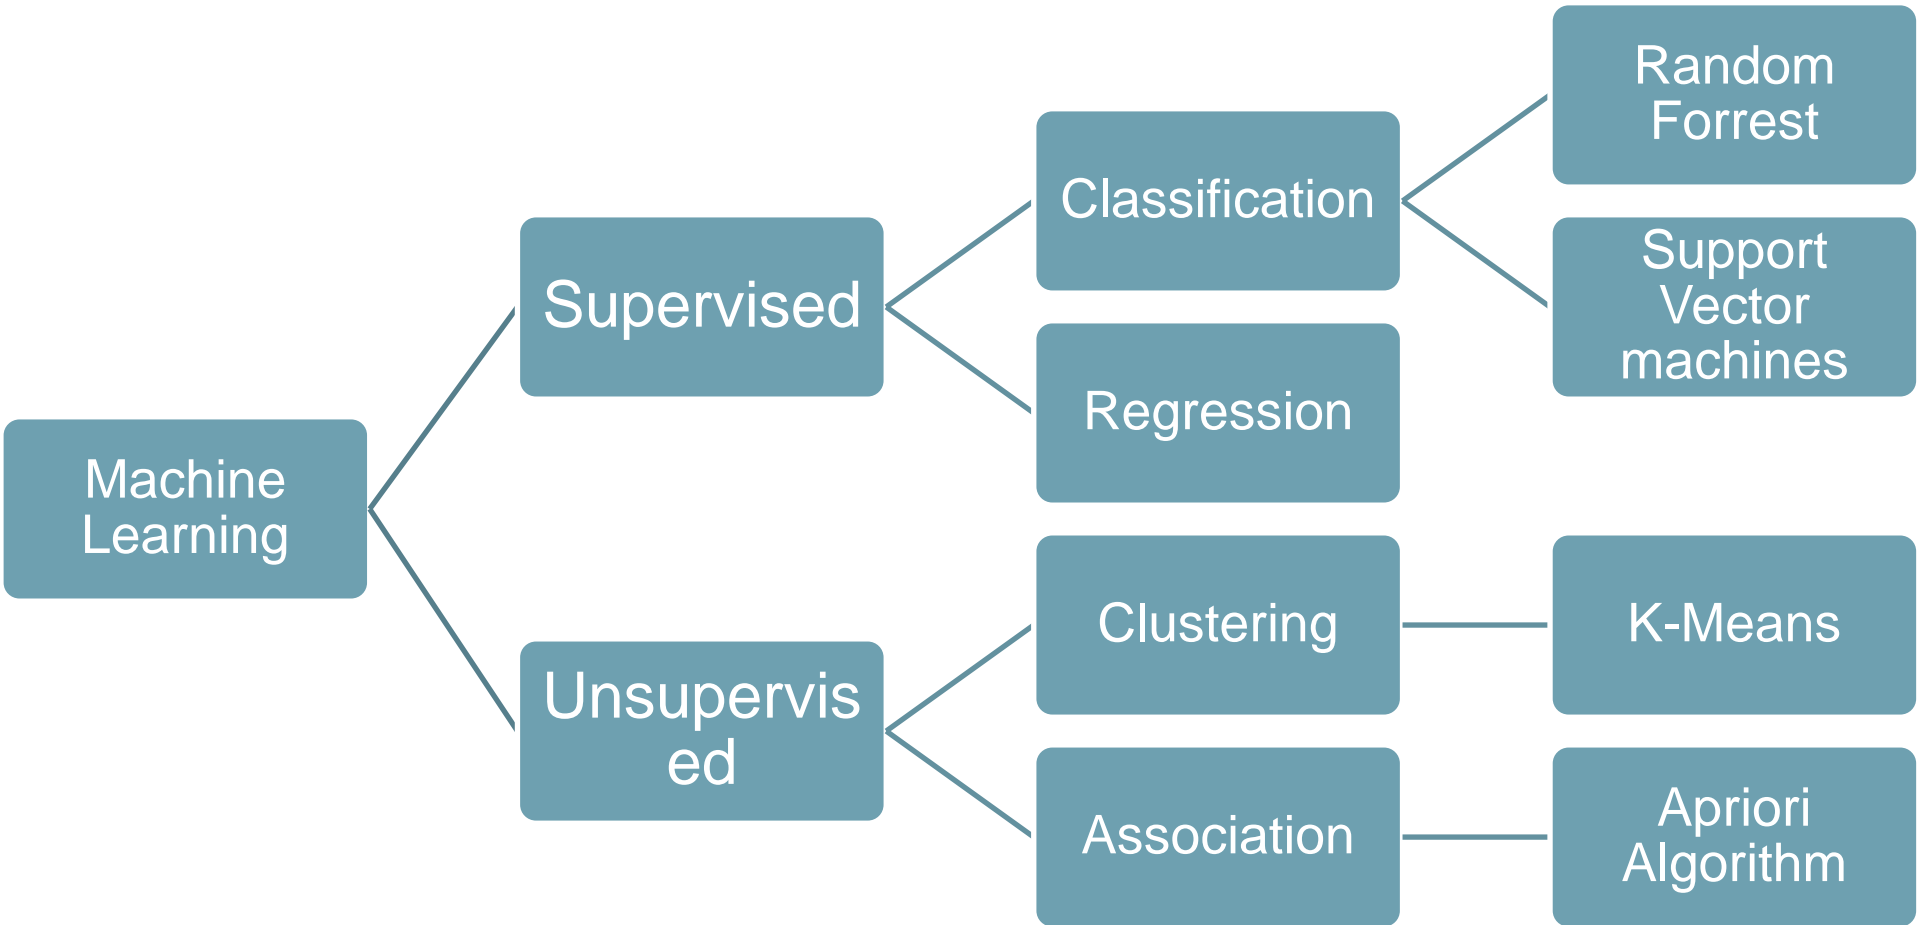 Machine
Learning
Supervised
Unsupervis
ed
Classification
Regression
Clustering
Association
Random
Forrest
Support
Vector
machines
K-Means
Apriori
Algorithm